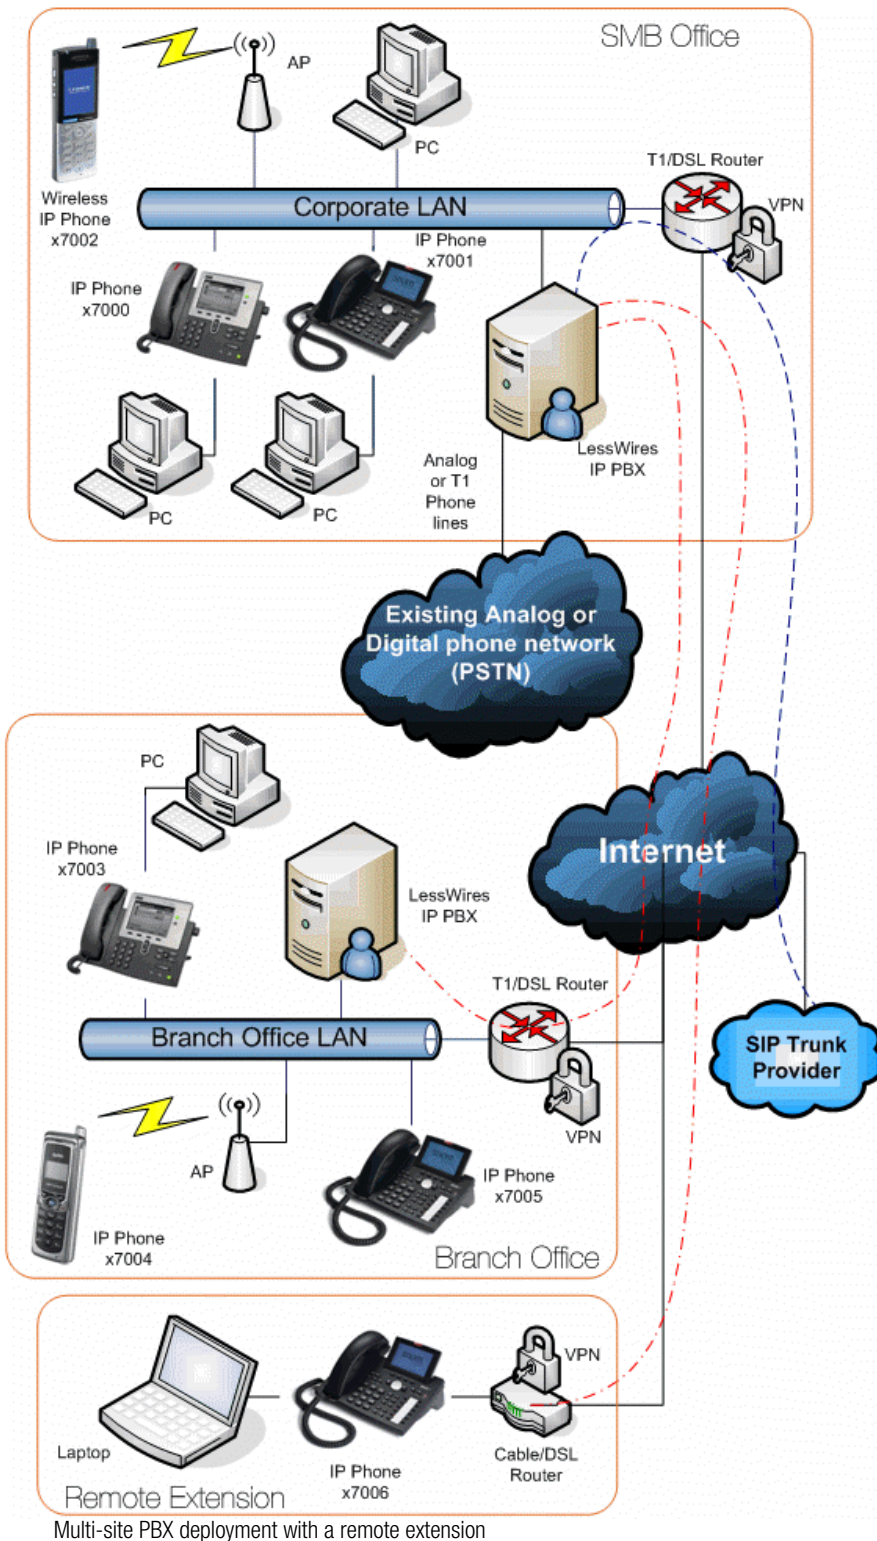 SMB Office
AP
PC
T1/DSL Router
VPN
Wireless
IP Phone
x7002
Corporate LAN
IP Phone
x7001
IP Phone
x7000
LessWires
IP PBX
Analog
or T1
Phone
lines
PC
PC
Existing Analog or
Digital phone network
(PSTN)
PC
IP Phone
x7003
Internet
LessWires
IP PBX
T1/DSL Router
Branch Office LAN
SIP Trunk
Provider
VPN
AP
IP Phone
x7005
IP Phone
x7004
Branch Office
VPN
Laptop
IP Phone
x7006
Cable/DSL
Router
Remote Extension
Multi-site PBX deployment with a remote extension